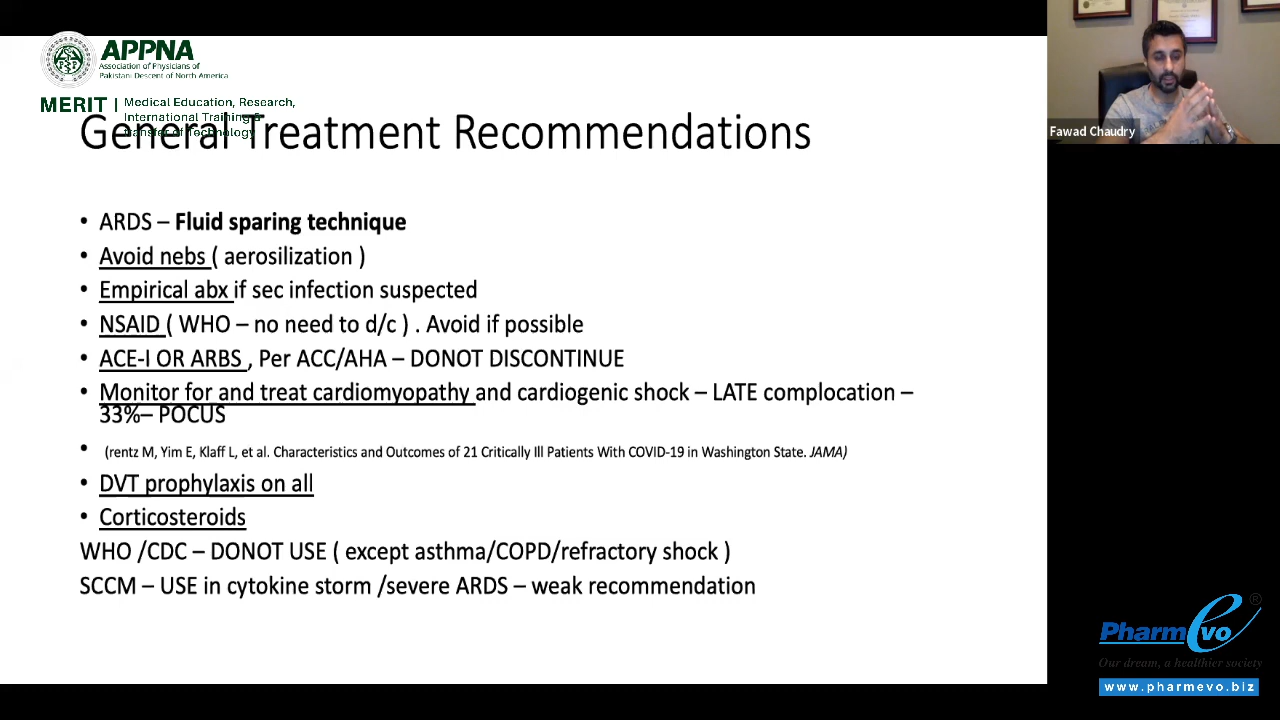 APPNA
Association of Physicians of
Pakistani Descent of North America
MERIT | Medical Education, Research,
International Training &
transfer of Technology
General Treatment Recommendations
• ARDS – Fluid sparing technique
• Avoid nebs ( aerosilization )
• Empirical abx if sec infection suspected
• NSAID ( WHO – no need to d/c ) . Avoid if possible
• ACE-I OR ARBS , Per ACC/AHA – DONOT DISCONTINUE
• Monitor for and treat cardiomyopathy and cardiogenic shock – LATE complocation –
33%– POCUS
• (rentz M, Yim E, Klaff L, et al. Characteristics and Outcomes of 21 Critically Ill Patients With COVID-19 in Washington State. JAMA)
• DVT prophylaxis on all
• Corticosteroids
WHO /CDC – DONOT USE ( except asthma/COPD/refractory shock )
SCCM – USE in cytokine storm /severe ARDS – weak recommendation
Fawad Chaudry
PharmEvo ®
Our dream, a healthier society
www.pharmevo.biz